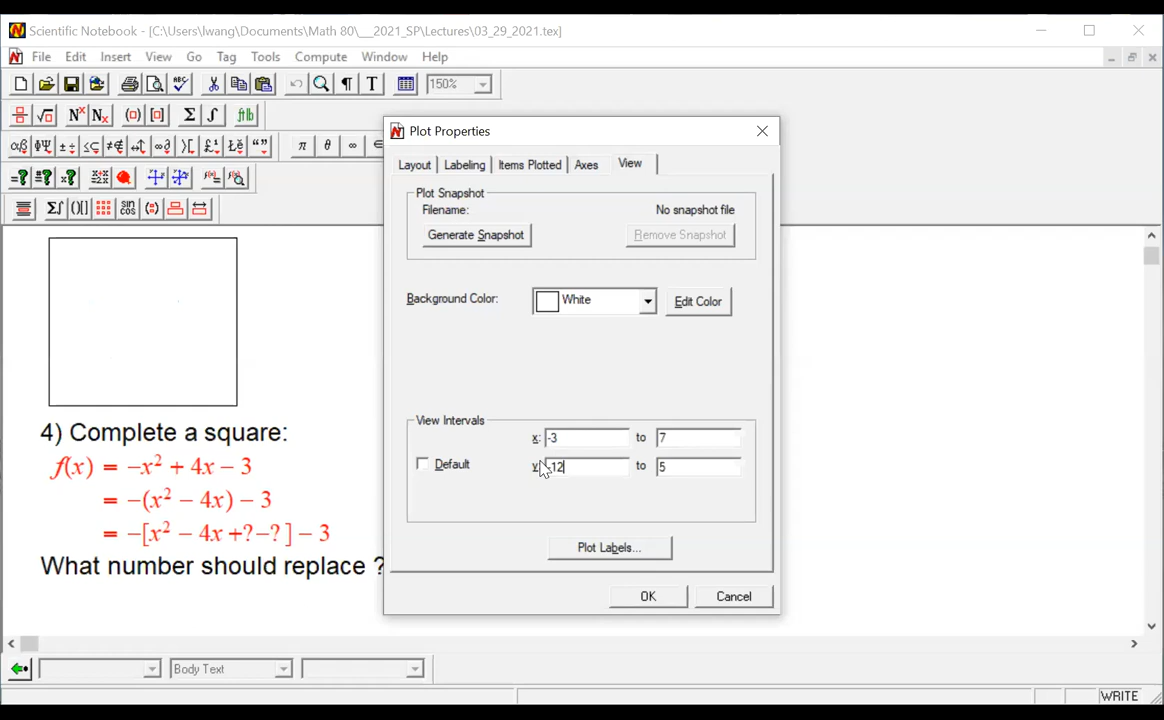 Scientific Notebook - [C:\Users\lwang\Documents\Math 80\__2021_SP\Lectures\03_29_2021.tex]
File Edit Insert View Go Tag Tools Compute Window Help
150%
Plot Properties
Layout Labeling Items Plotted Axes View
Plot Snapshot
Filename: No snapshot file
Generate Snapshot Remove Snapshot
Background Color: White Edit Color
View Intervals
x: -3 to 7
Default y: -12 to 5
Plot Labels...
OK Cancel
4) Complete a square:
f(x) = -x² + 4x - 3
= -(x² - 4x) - 3
= -[x² - 4x +?-? ] - 3
What number should replace ?
Body Text
WRITE